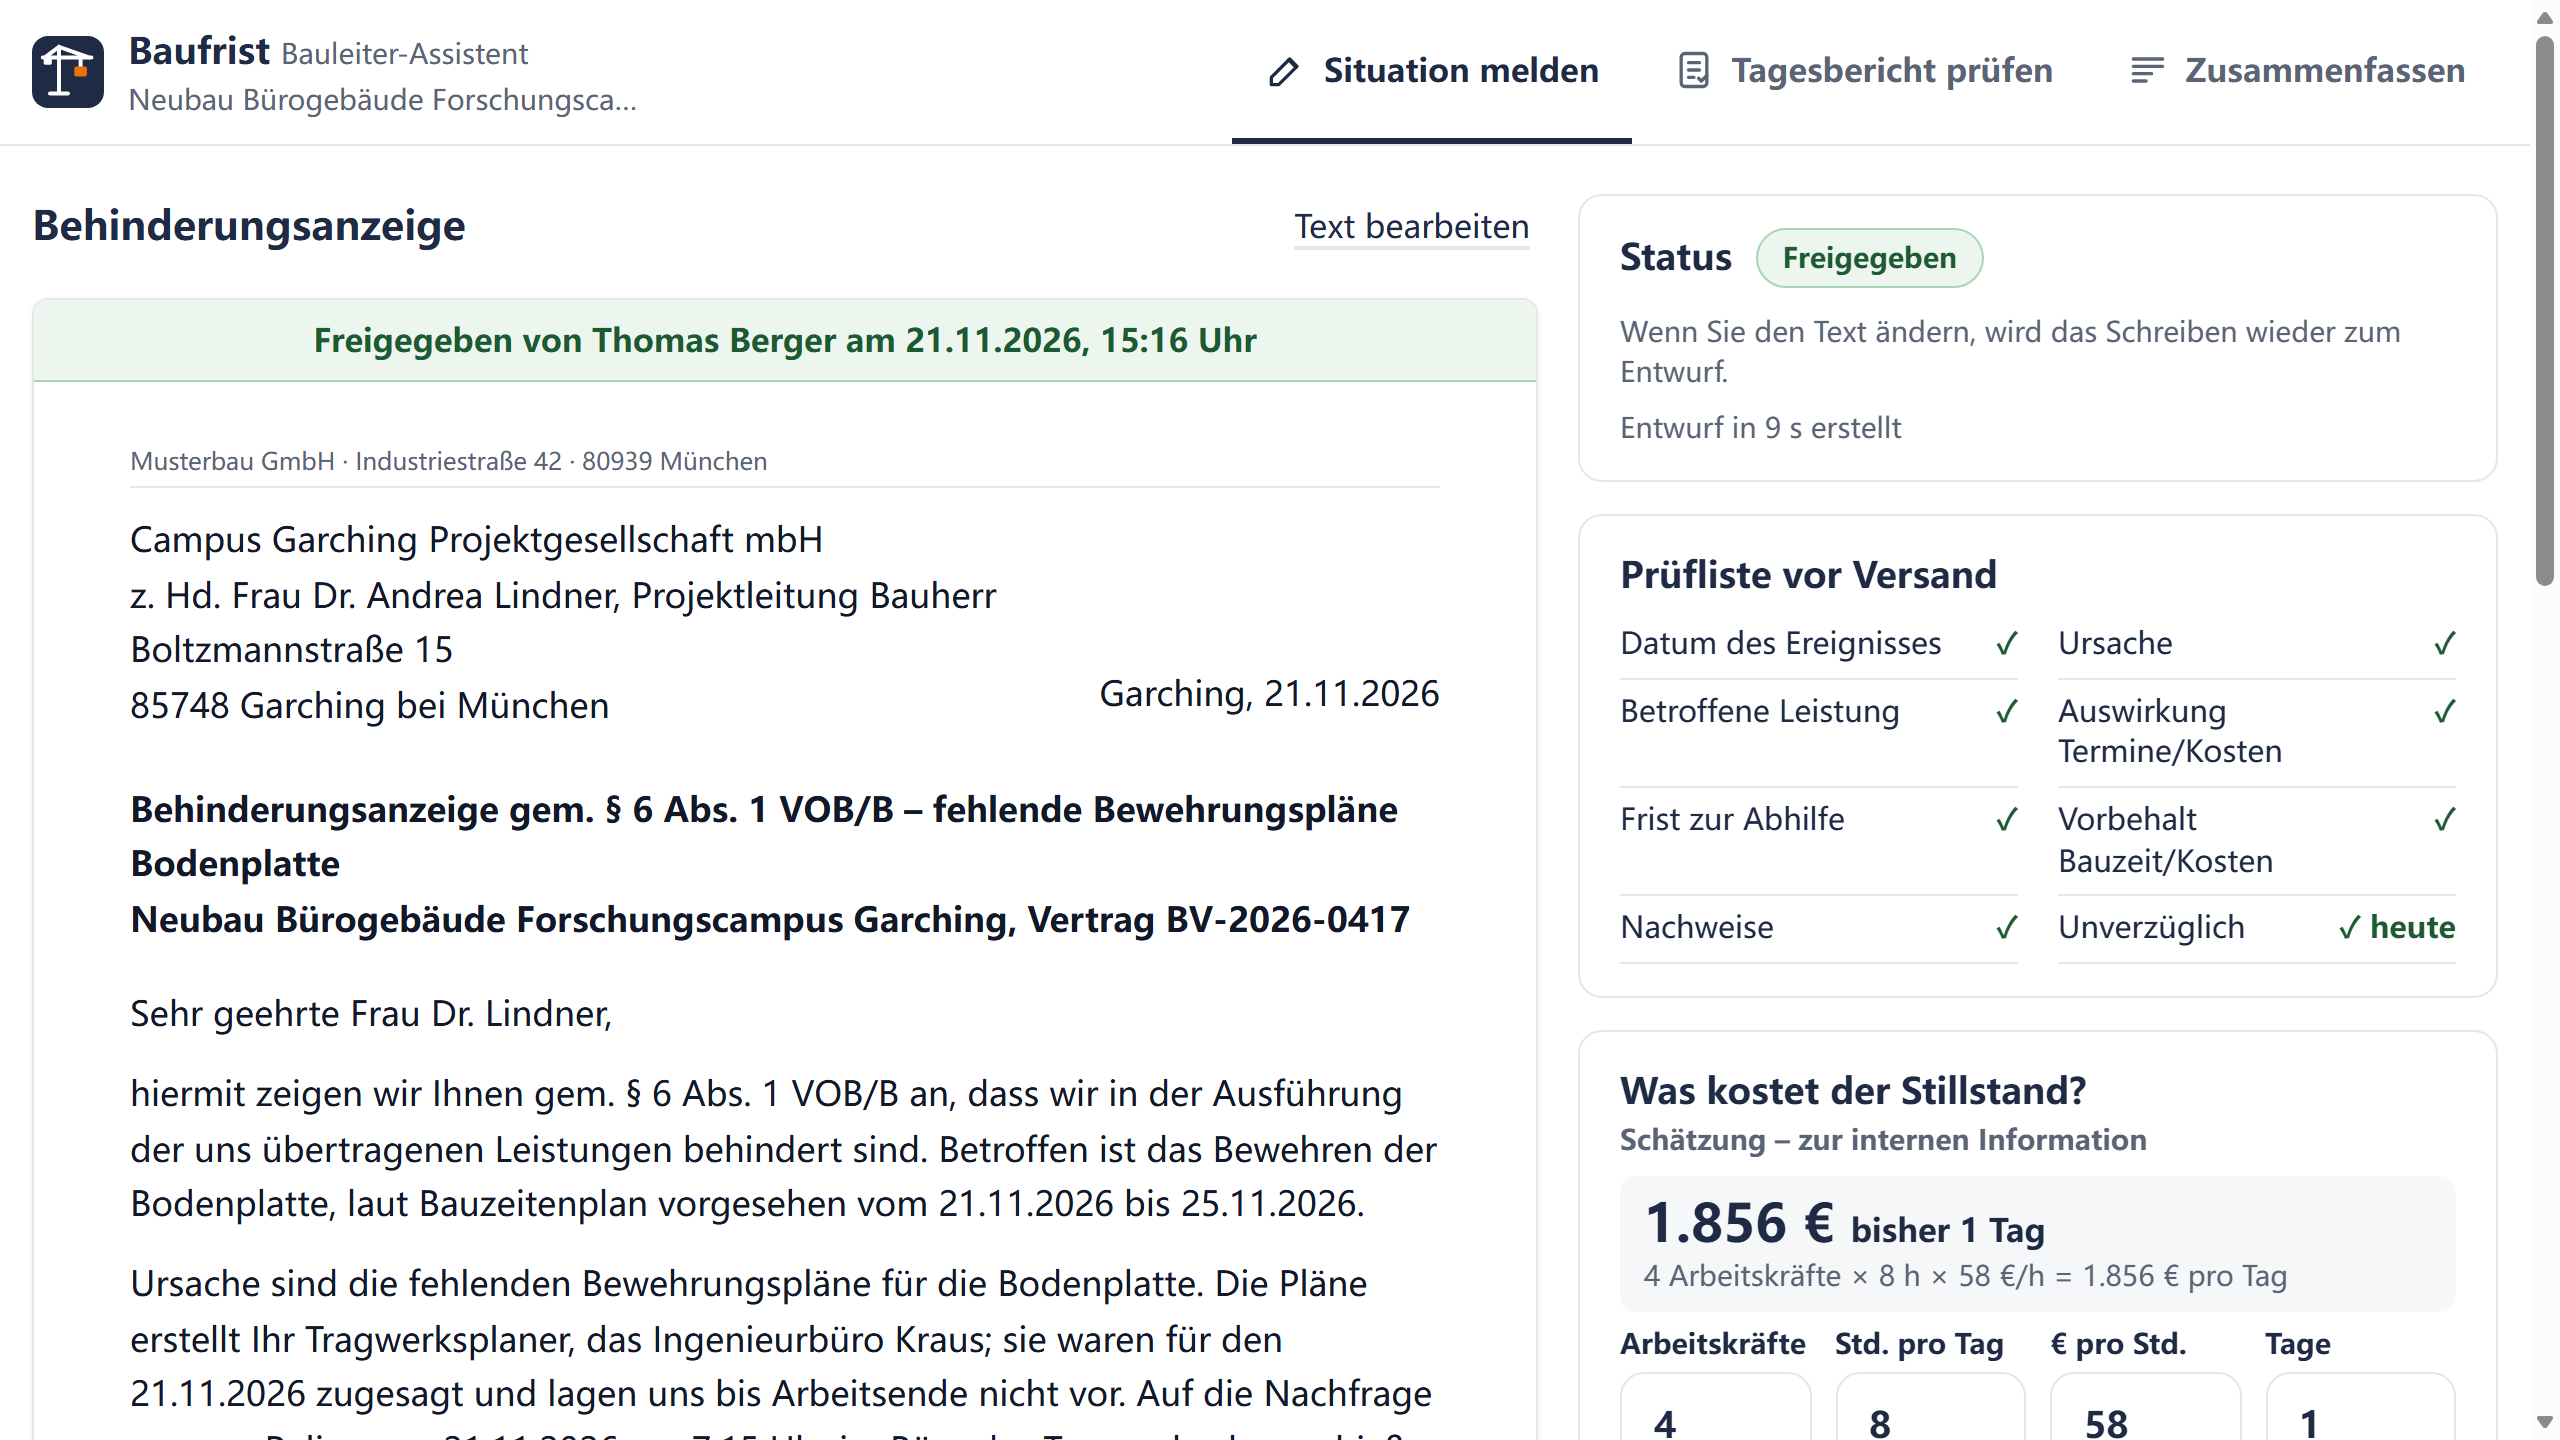 Baufrist Bauleiter-Assistent
Neubau Bürogebäude Forschungsca...
Situation melden
Tagesbericht prüfen
Zusammenfassen
Behinderungsanzeige
Text bearbeiten
Freigegeben von Thomas Berger am 21.11.2026, 15:16 Uhr
Musterbau GmbH · Industriestraße 42 · 80939 München
Campus Garching Projektgesellschaft mbH
z. Hd. Frau Dr. Andrea Lindner, Projektleitung Bauherr
Boltzmannstraße 15
85748 Garching bei München
Garching, 21.11.2026
Behinderungsanzeige gem. § 6 Abs. 1 VOB/B – fehlende Bewehrungspläne
Bodenplatte
Neubau Bürogebäude Forschungscampus Garching, Vertrag BV-2026-0417
Sehr geehrte Frau Dr. Lindner,
hiermit zeigen wir Ihnen gem. § 6 Abs. 1 VOB/B an, dass wir in der Ausführung
der uns übertragenen Leistungen behindert sind. Betroffen ist das Bewehren der
Bodenplatte, laut Bauzeitenplan vorgesehen vom 21.11.2026 bis 25.11.2026.
Ursache sind die fehlenden Bewehrungspläne für die Bodenplatte. Die Pläne
erstellt Ihr Tragwerksplaner, das Ingenieurbüro Kraus; sie waren für den
21.11.2026 zugesagt und lagen uns bis Arbeitsende nicht vor. Auf die Nachfrage
Status
Freigegeben
Wenn Sie den Text ändern, wird das Schreiben wieder zum
Entwurf.
Entwurf in 9 s erstellt
Prüfliste vor Versand
Datum des Ereignisses ✓
Ursache ✓
Betroffene Leistung ✓
Auswirkung ✓
Termine/Kosten
Frist zur Abhilfe ✓
Vorbehalt ✓
Bauzeit/Kosten
Nachweise ✓
Unverzüglich ✓ heute
Was kostet der Stillstand?
Schätzung – zur internen Information
1.856 € bisher 1 Tag
4 Arbeitskräfte × 8 h × 58 €/h = 1.856 € pro Tag
Arbeitskräfte Std. pro Tag € pro Std. Tage
4 8 58 1